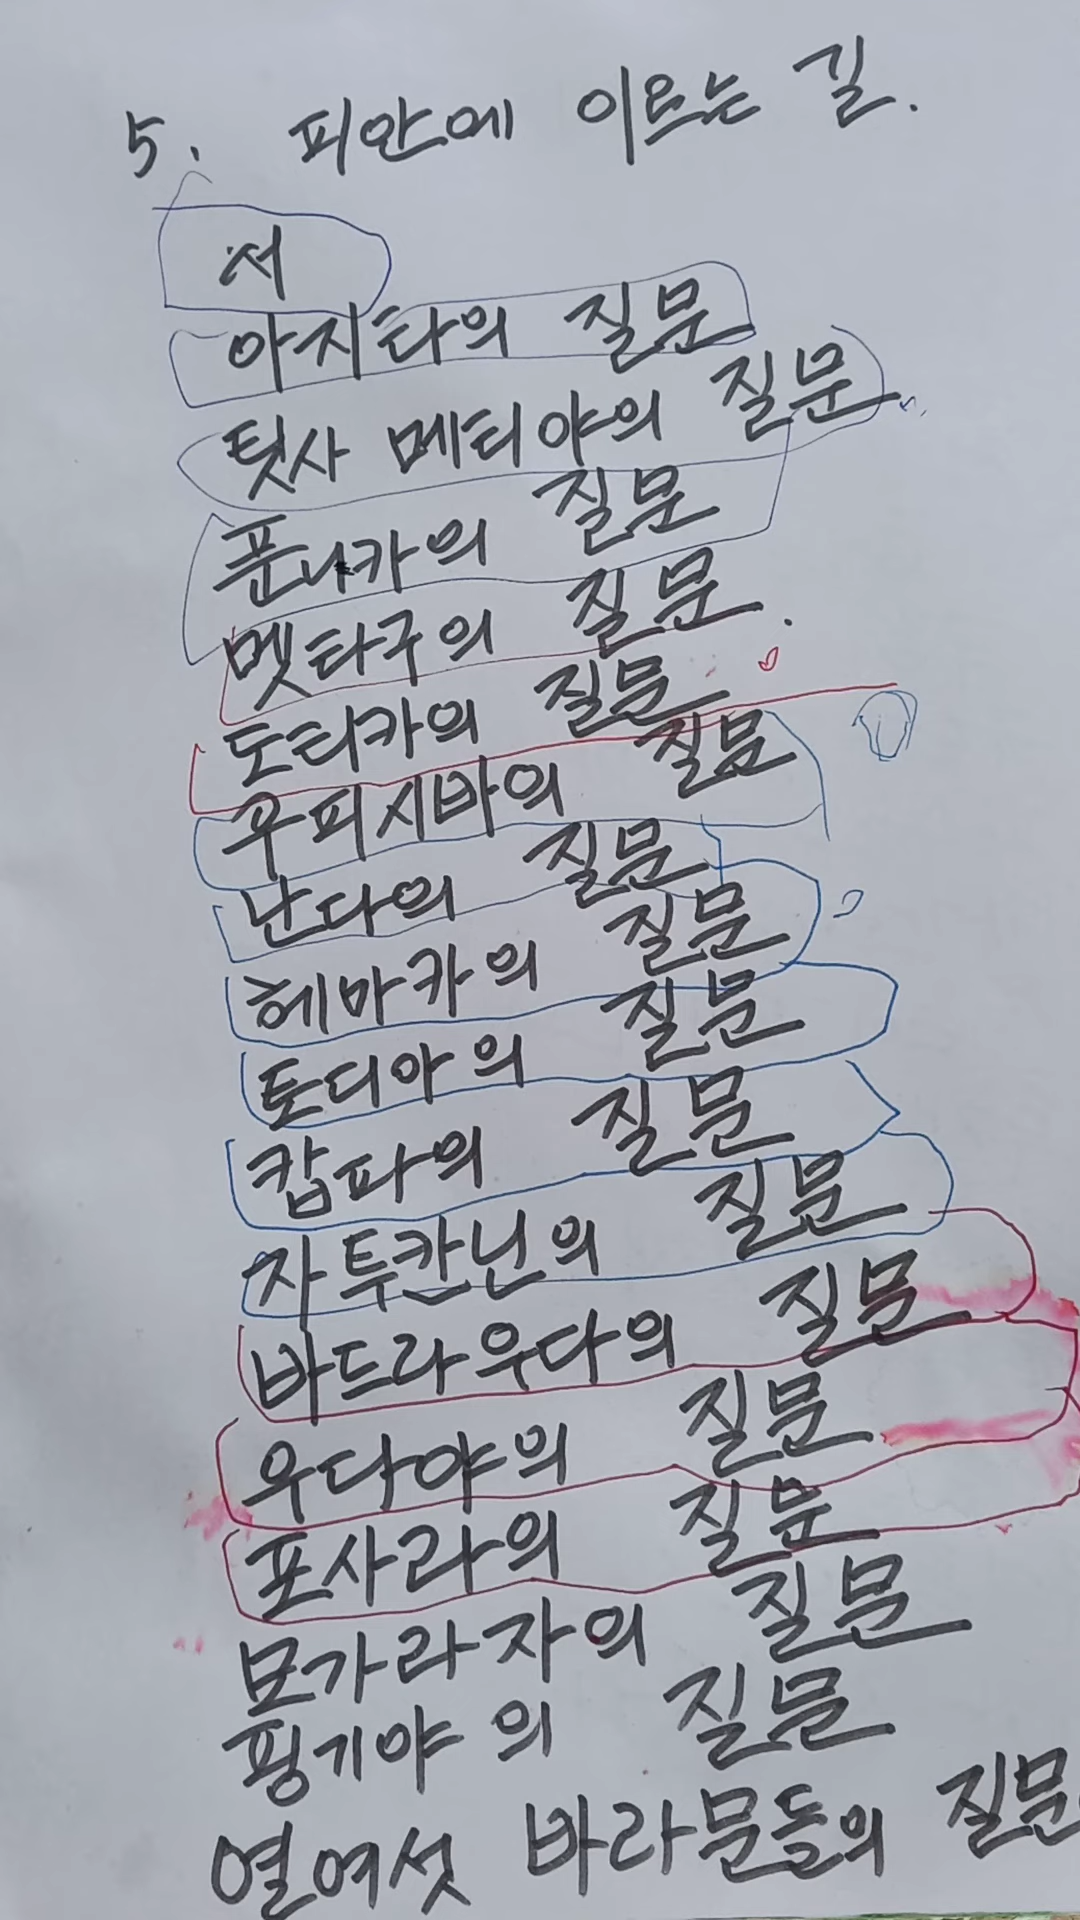 5. 피안에 이르는 길.
서
아지타의 질문
팃사 메티야의 질문
푼나카의 질문
멧타구의 질문.
도티카의 질문
우피시바의 질문
난다의 질문
헤마카의 질문
토디아의 질문
캅파의 질문
자투칸닌의 질문
바드라우다의 질문
우다야의 질문
포사라의 질문
모가라자의 질문
핑기야의 질문
열여섯 바라문들의 질문